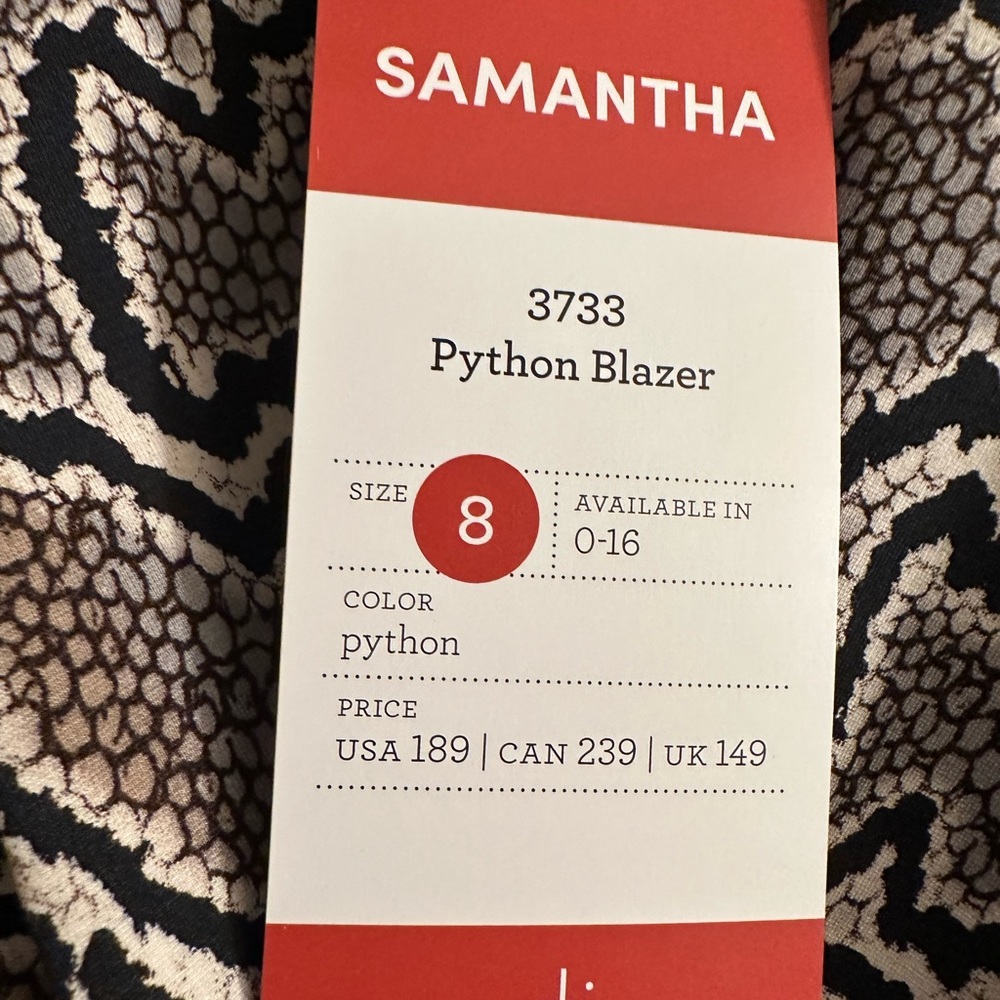 SAMANTHA
3733
Python Blazer
SIZE 8
AVAILABLE IN
0-16
COLOR
python
PRICE
USA 189 | CAN 239 | UK 149